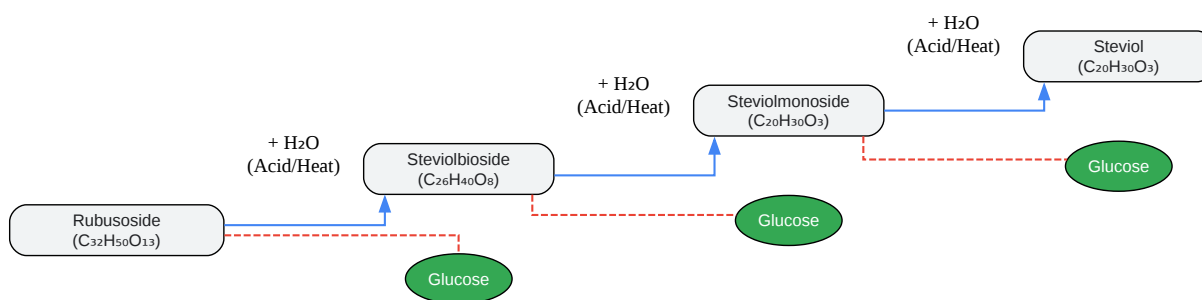 + H₂O
(Acid/Heat)
Steviol
(C₂₀H₃₀O₃)
+ H₂O
(Acid/Heat)
Steviolmonoside
(C₂₀H₃₀O₃)
Glucose
+ H₂O
(Acid/Heat)
Steviolbioside
(C₂₆H₄₀O₈)
Glucose
Rubusoside
(C₃₂H₅₀O₁₃)
Glucose